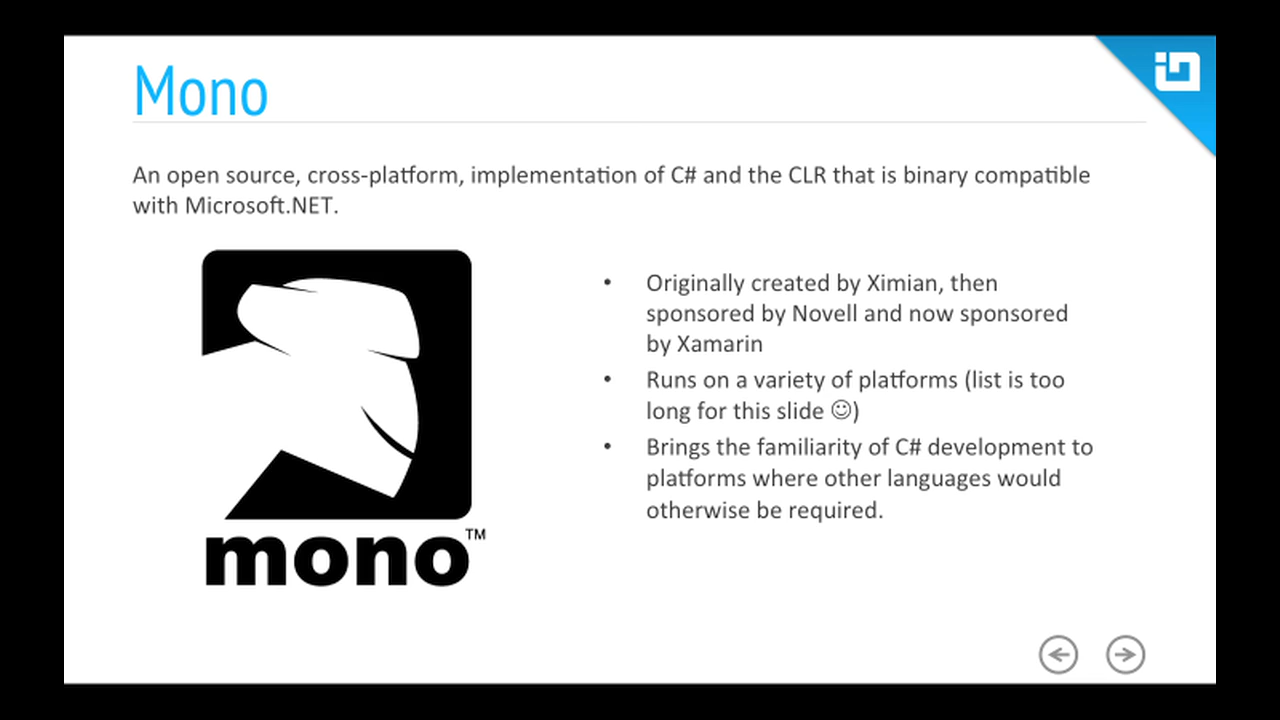 Mono
An open source, cross-platform, implementation of C# and the CLR that is binary compatible
with Microsoft.NET.
• Originally created by Ximian, then
sponsored by Novell and now sponsored
by Xamarin
• Runs on a variety of platforms (list is too
long for this slide ☺)
• Brings the familiarity of C# development to
platforms where other languages would
otherwise be required.
mono™